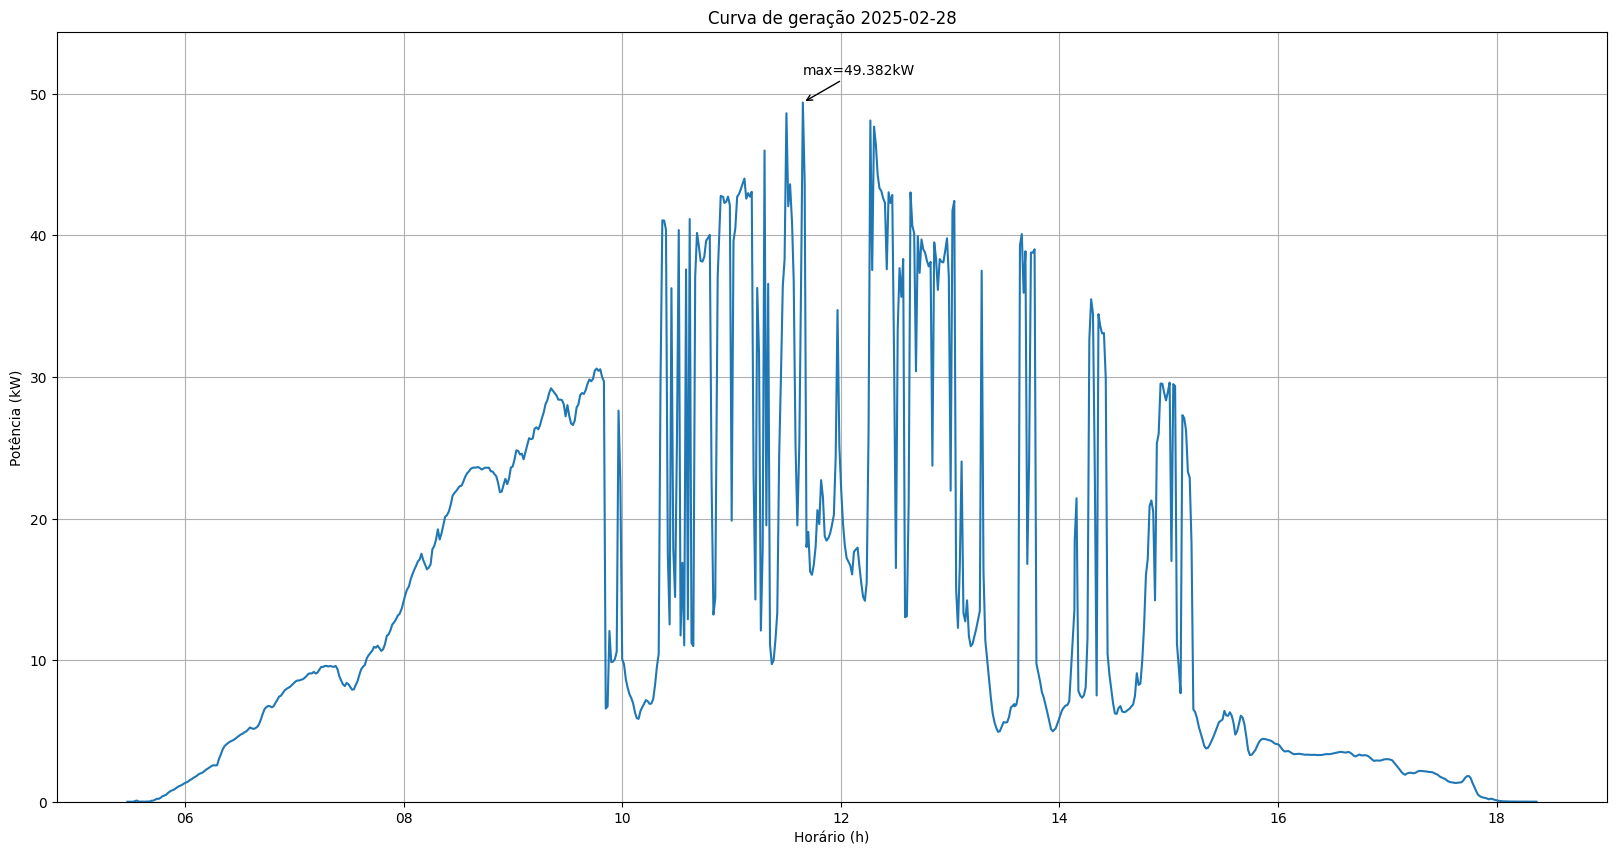 Curva de geração 2025-02-28
max=49.382kW
50
40
30
20
10
0
Potência (kW)
06 08 10 12 14 16 18
Horário (h)